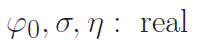 φ₀, σ, η : real